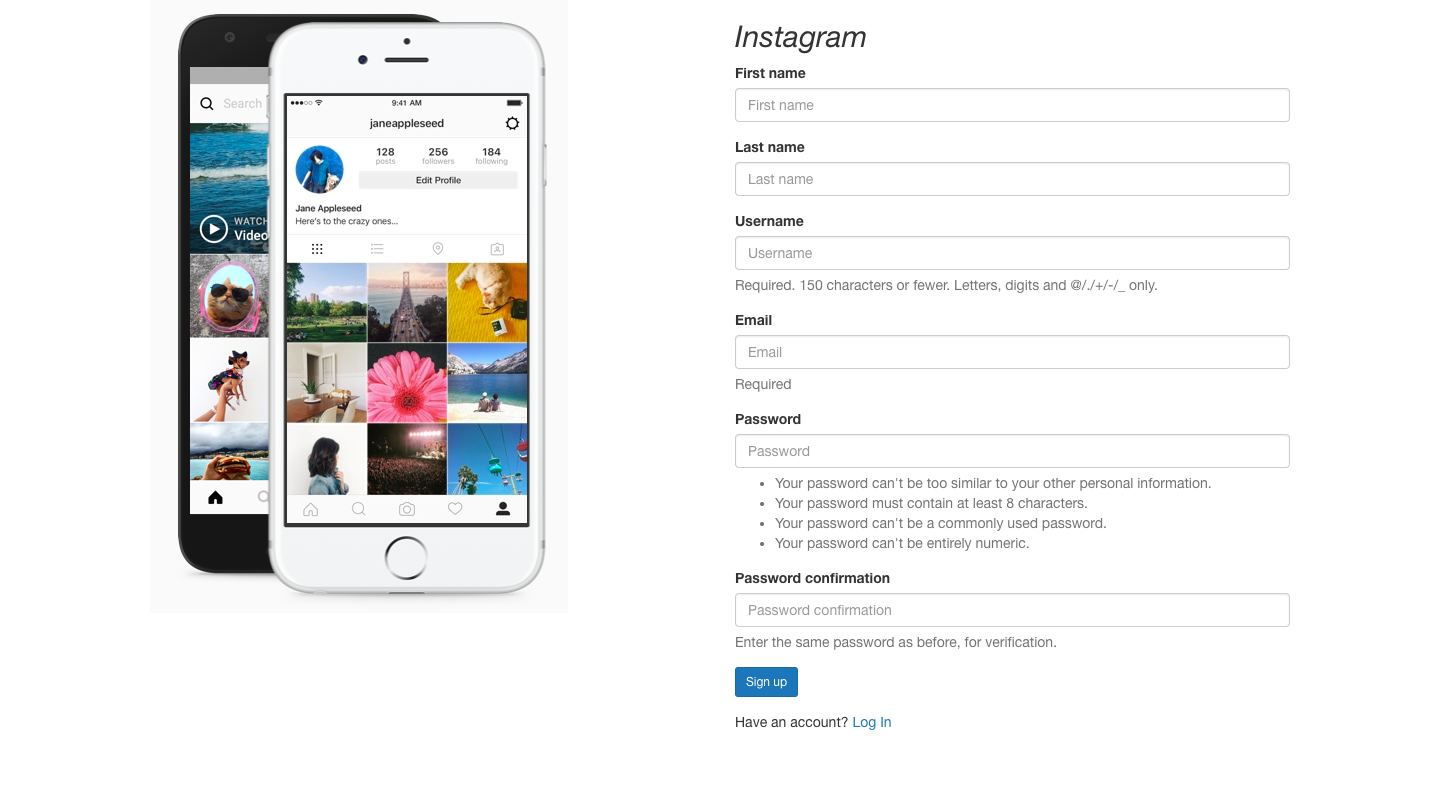 Search
WATCH
Video
9:41 AM
janeappleseed
128
posts
256
followers
184
following
Edit Profile
Jane Appleseed
Here's to the crazy ones...
Instagram
First name
First name
Last name
Last name
Username
Username
Required. 150 characters or fewer. Letters, digits and @/./+/-/_ only.
Email
Email
Required
Password
Password
• Your password can't be too similar to your other personal information.
• Your password must contain at least 8 characters.
• Your password can't be a commonly used password.
• Your password can't be entirely numeric.
Password confirmation
Password confirmation
Enter the same password as before, for verification.
Sign up
Have an account? Log In